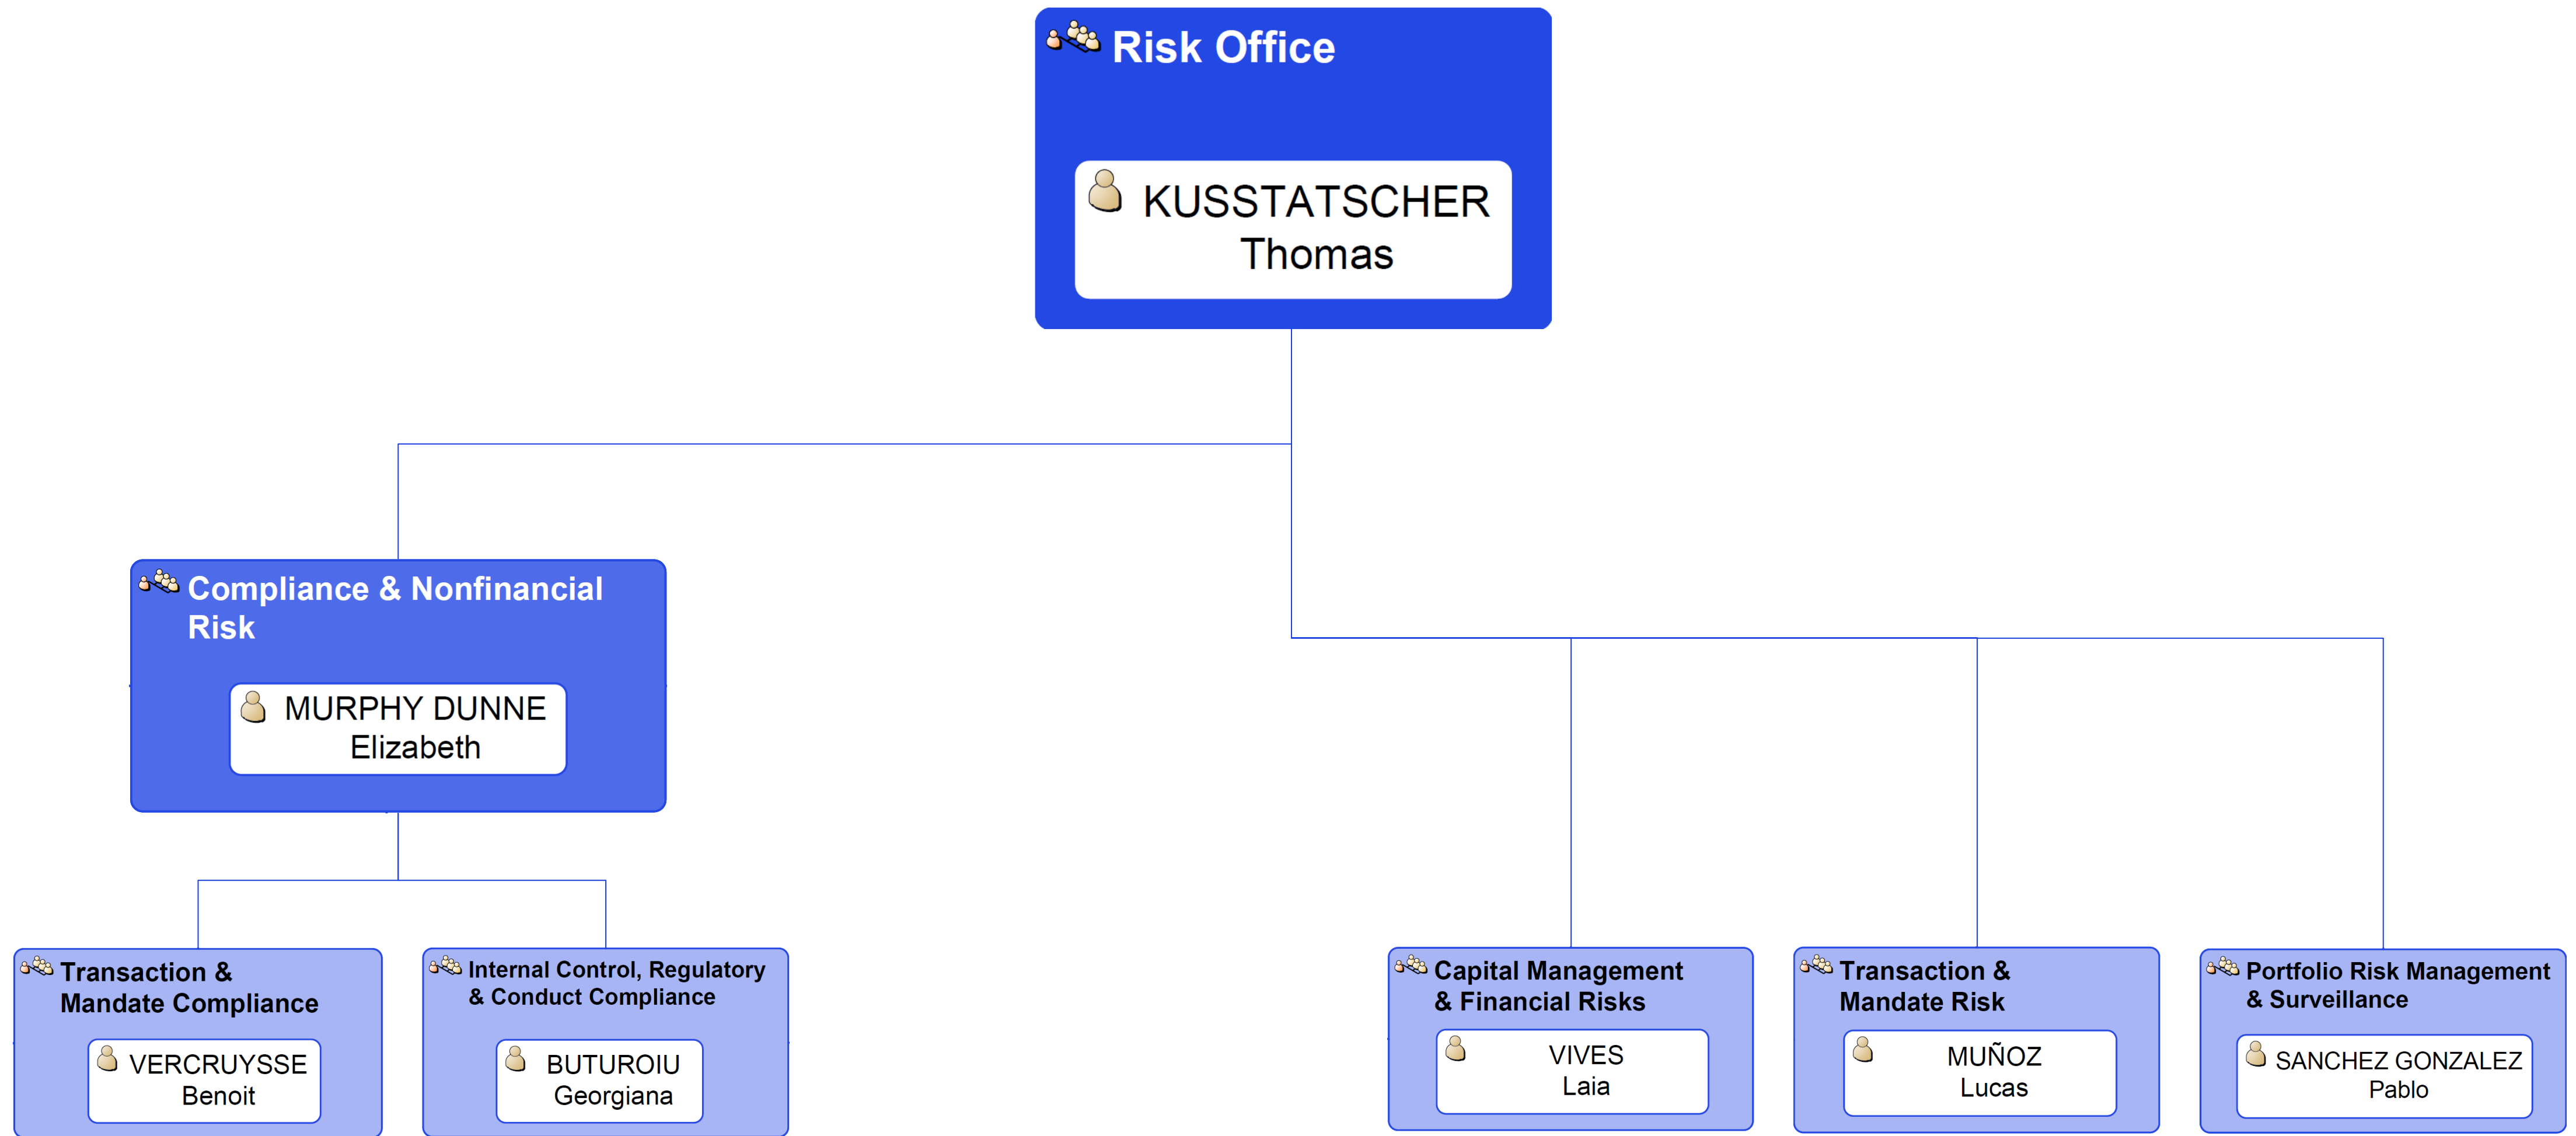 Risk Office
KUSSTATSCHER
Thomas
Compliance & Nonfinancial
Risk
MURPHY DUNNE
Elizabeth
Transaction &
Mandate Compliance
VERCRUYSSE
Benoit
Internal Control, Regulatory
& Conduct Compliance
BUTUROIU
Georgiana
Capital Management
& Financial Risks
VIVES
Laia
Transaction &
Mandate Risk
MUÑOZ
Lucas
Portfolio Risk Management
& Surveillance
SANCHEZ GONZALEZ
Pablo